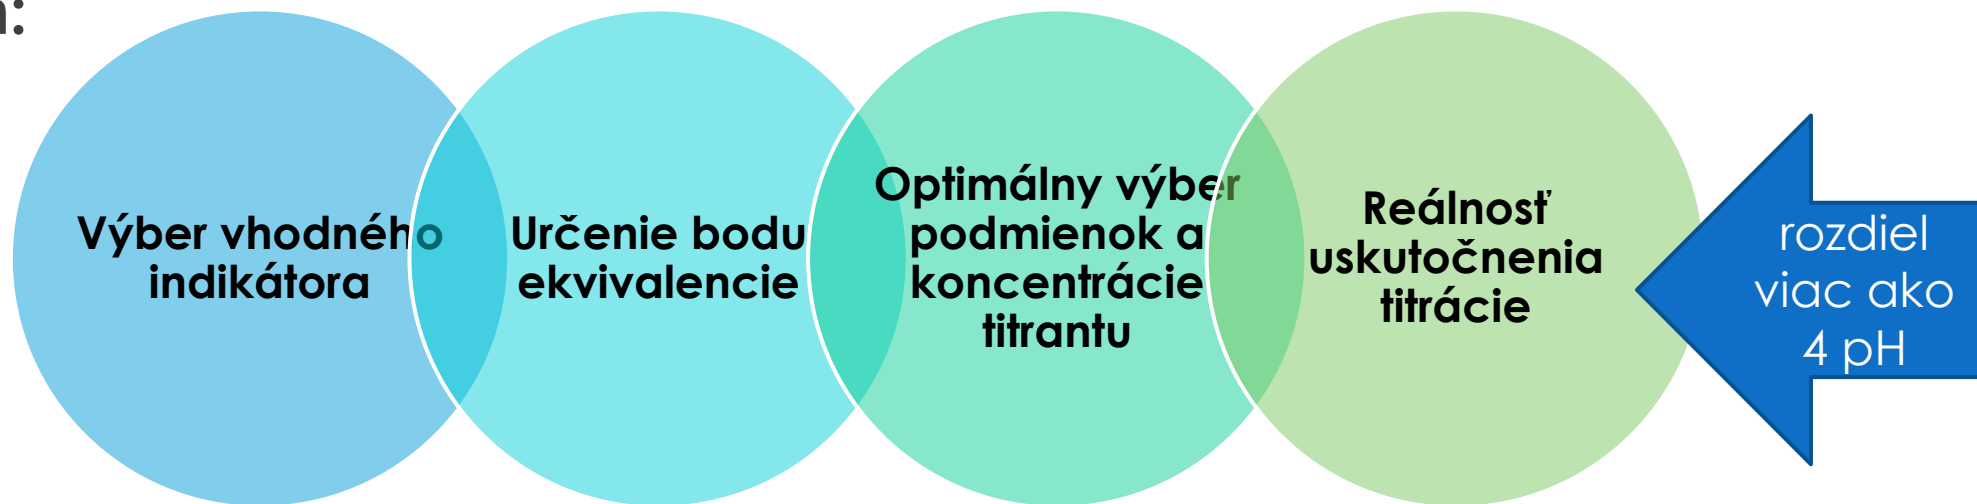 Výber vhodného
indikátora
Určenie bodu
ekvivalencie
Optimálny výber
podmienok a
koncentrácie
titrantu
Reálnosť
uskutočnenia
titrácie
rozdiel
viac ako
4 pH